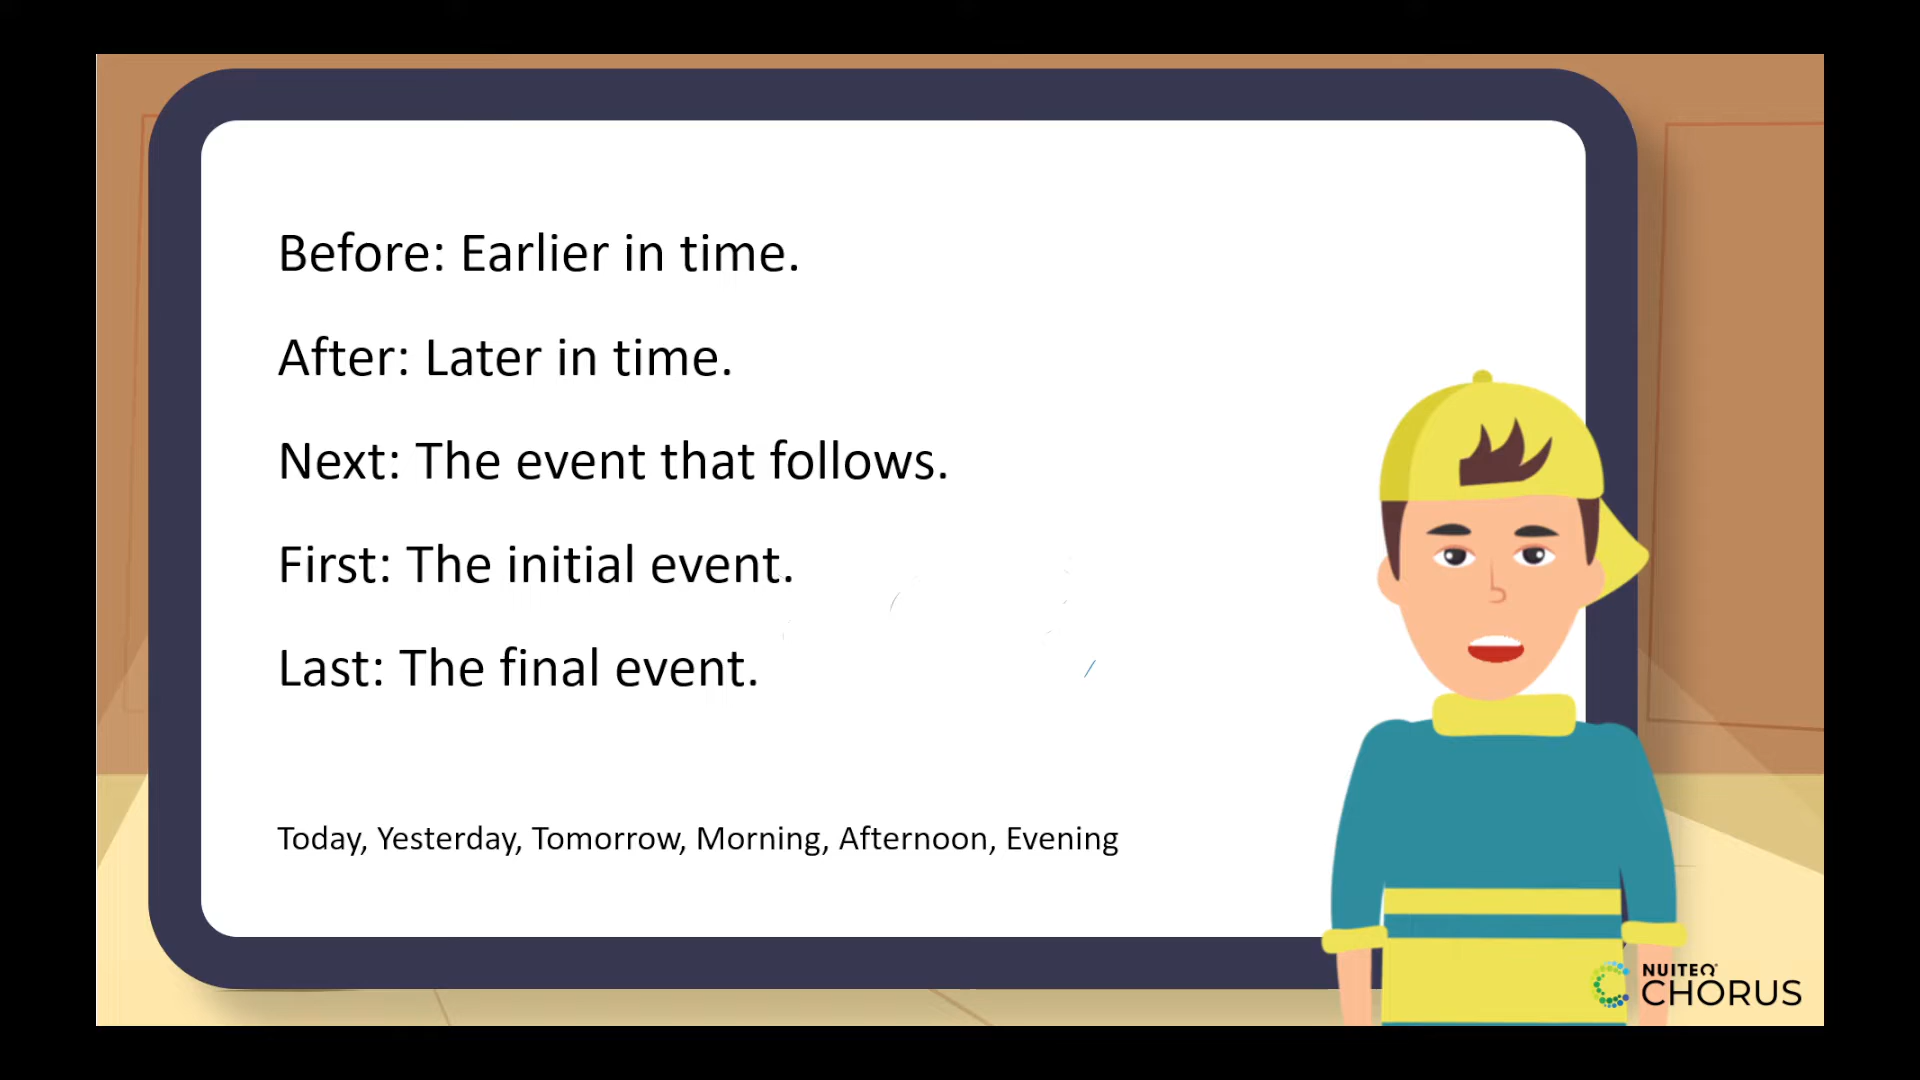 Before: Earlier in time.
After: Later in time.
Next: The event that follows.
First: The initial event.
Last: The final event.
Today, Yesterday, Tomorrow, Morning, Afternoon, Evening
NUITEQ
CHORUS